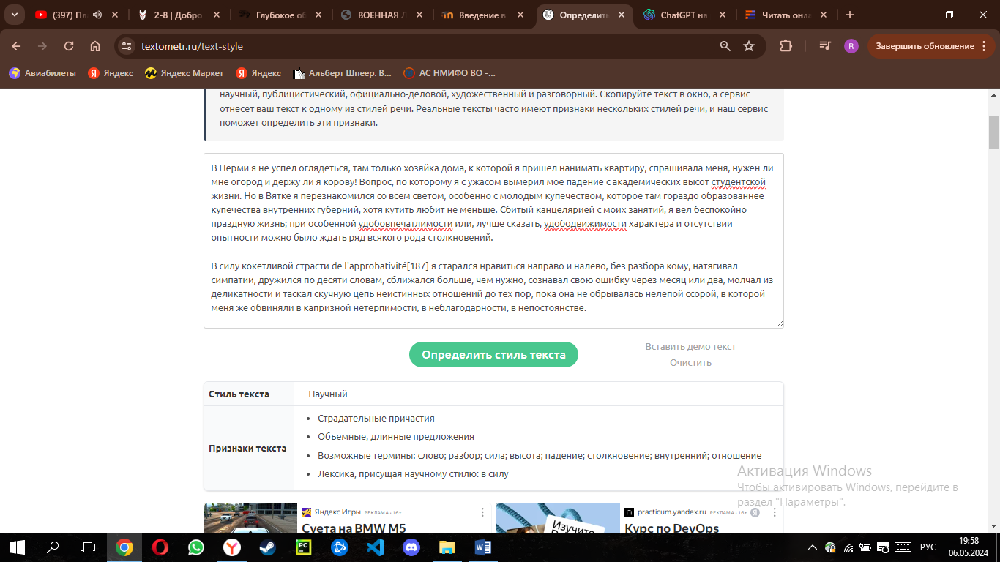 (397) Пл
2-8 | Добро
Глубокое об
ВОЕННАЯ Л
Введение в
Определить
ChatGPT на
Читать онла
textometr.ru/text-style
R
Завершить обновление
Авиабилеты
Яндекс
Яндекс Маркет
Яндекс
Альберт Шпеер. В...
АС НМИФО ВО -...
научный, публицистический, официально-деловой, художественный и разговорный. Скопируйте текст в окно, а сервис
отнесет ваш текст к одному из стилей речи. Реальные тексты часто имеют признаки нескольких стилей речи, и наш сервис
поможет определить эти признаки.
В Перми я не успел оглядеться, там только хозяйка дома, к которой я пришел нанимать квартиру, спрашивала меня, нужен ли
мне огород и держу ли я корову! Вопрос, по которому я с ужасом вымерил мое падение с академических высот студентской
жизни. Но в Вятке я перезнакомился со всем светом, особенно с молодым купечеством, которое там гораздо образованнее
купечества внутренних губерний, хотя кутить любит не меньше. Сбитый канцелярией с моих занятий, я вел беспокойно
праздную жизнь; при особенной удобовпечатлимости или, лучше сказать, удободвижимости характера и отсутствии
опытности можно было ждать ряд всякого рода столкновений.
В силу кокетливой страсти de l'approbativité[187] я старался нравиться направо и налево, без разбора кому, натягивал
симпатии, дружился по десяти словам, сближался больше, чем нужно, сознавал свою ошибку через месяц или два, молчал из
деликатности и таскал скучную цепь неистинных отношений до тех пор, пока она не обрывалась нелепой ссорой, в которой
меня же обвиняли в капризной нетерпимости, в неблагодарности, в непостоянстве.
Определить стиль текста
Вставить демо текст
Очистить
Стиль текста
Научный
Признаки текста
Страдательные причастия
Объемные, длинные предложения
Возможные термины: слово; разбор; сила; высота; падение; столкновение; внутренний; отношение
Лексика, присущая научному стилю: в силу
Активация Windows
Чтобы активировать Windows, перейдите в
раздел "Параметры".
Яндекс Игры РЕКЛАМА • 16+
Суета на BMW M5
Изучите
practicum.yandex.ru РЕКЛАМА • 16+
Курс по DevOps
РУС
19:58
06.05.2024